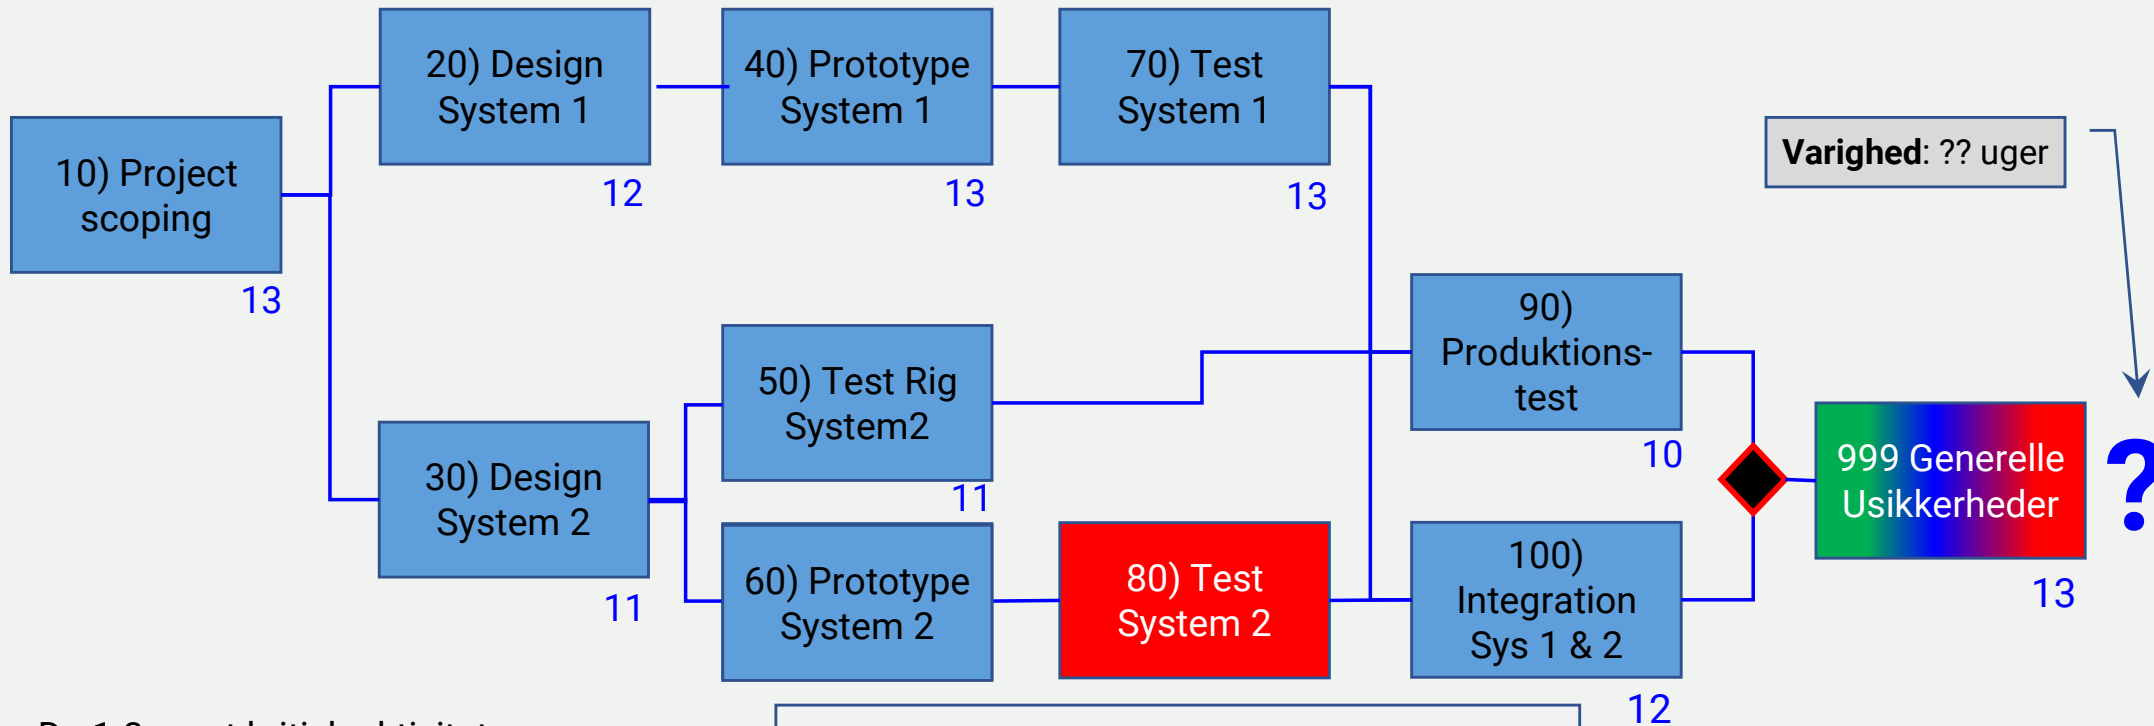 20) Design
System 1
12
40) Prototype
System 1
13
70) Test
System 1
13
10) Project
scoping
13
Varighed: ?? uger
50) Test Rig
System2
11
90)
Produktions-
test
10
30) Design
System 2
11
60) Prototype
System 2
80) Test
System 2
100)
Integration
Sys 1 & 2
12
999 Generelle
Usikkerheder
13
?